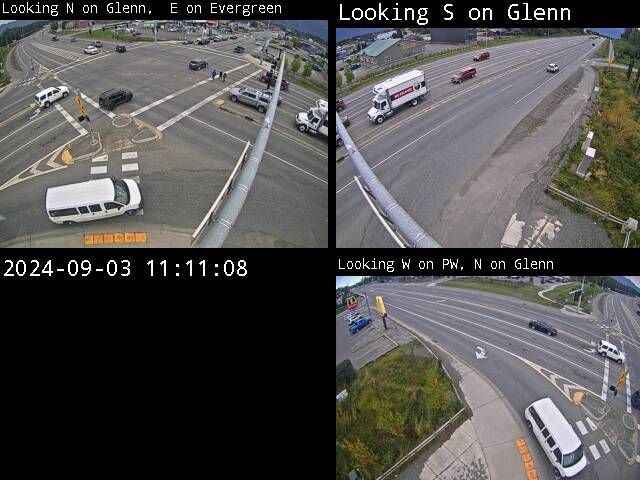 Looking N on Glenn,  E on Evergreen
Looking S on Glenn
2024-09-03 11:11:08
Looking W on PW, N on Glenn